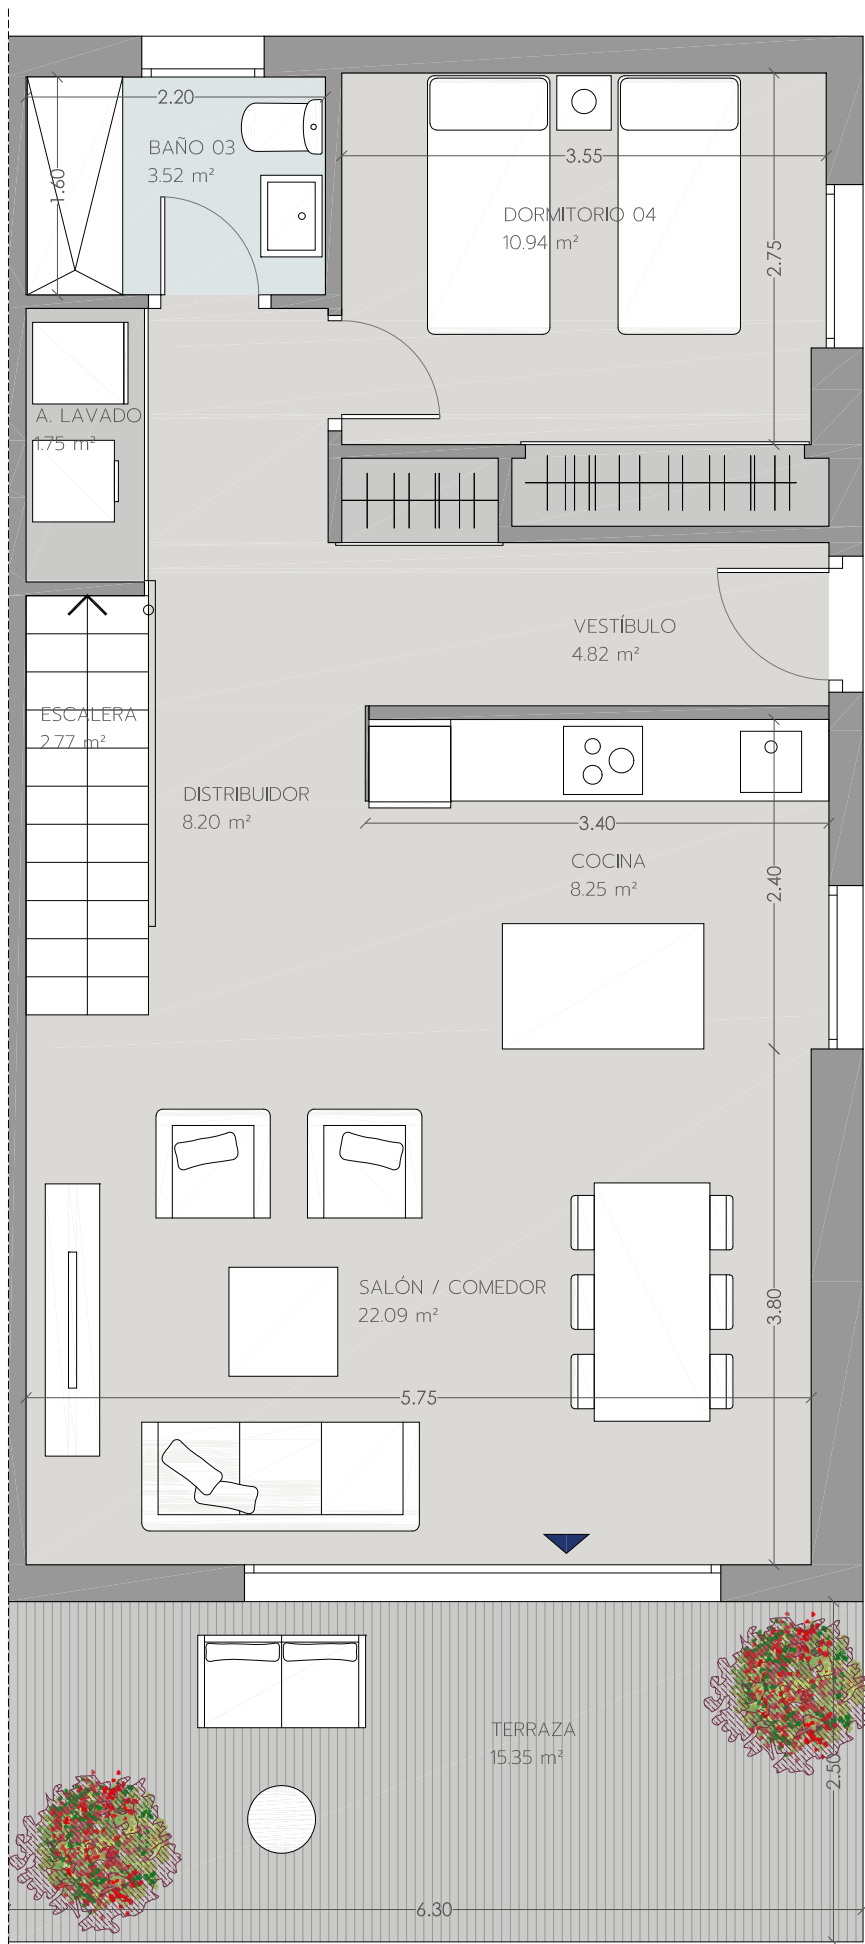 2.20
BAÑO 03
3.52 m²
1.60
3.55
DORMITORIO 04
10.94 m²
2.75
A. LAVADO
1.75 m²
VESTÍBULO
4.82 m²
ESCALERA
2.77 m²
DISTRIBUIDOR
8.20 m²
3.40
COCINA
8.25 m²
2.40
SALÓN / COMEDOR
22.09 m²
3.80
5.75
TERRAZA
15.35 m²
2.50
6.30